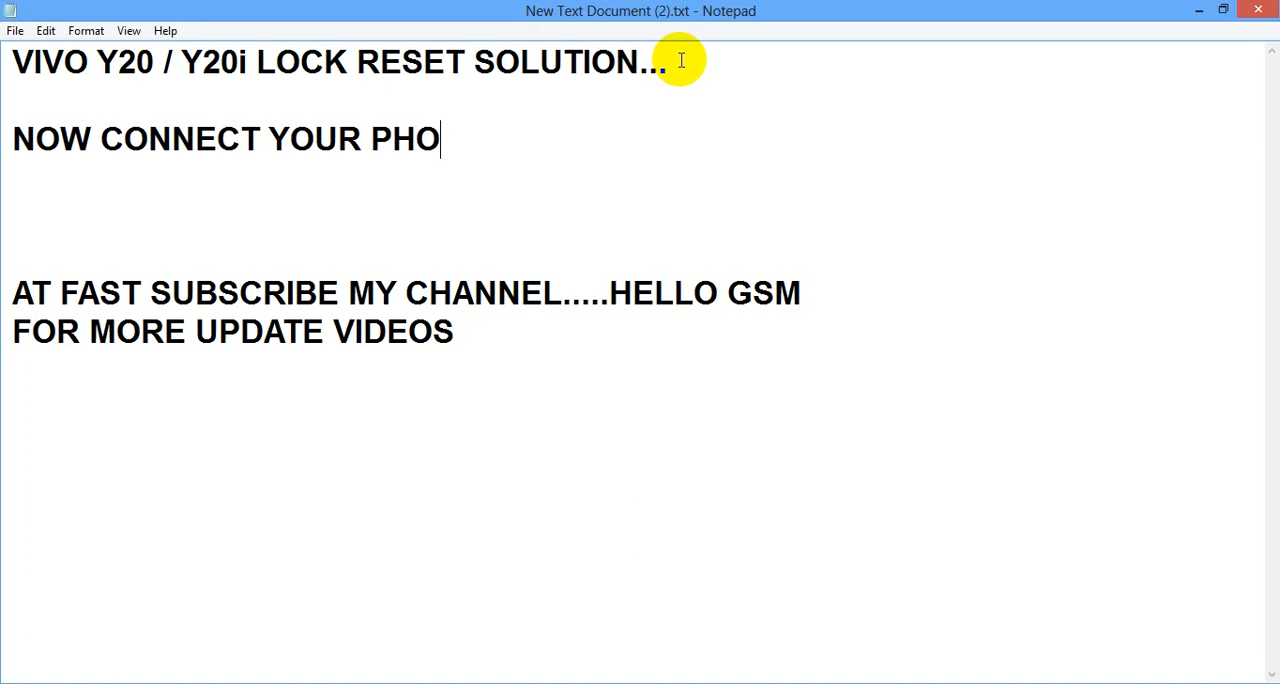 New Text Document (2).txt - Notepad
File Edit Format View Help
VIVO Y20 / Y20i LOCK RESET SOLUTION...
NOW CONNECT YOUR PHO
AT FAST SUBSCRIBE MY CHANNEL.....HELLO GSM
FOR MORE UPDATE VIDEOS